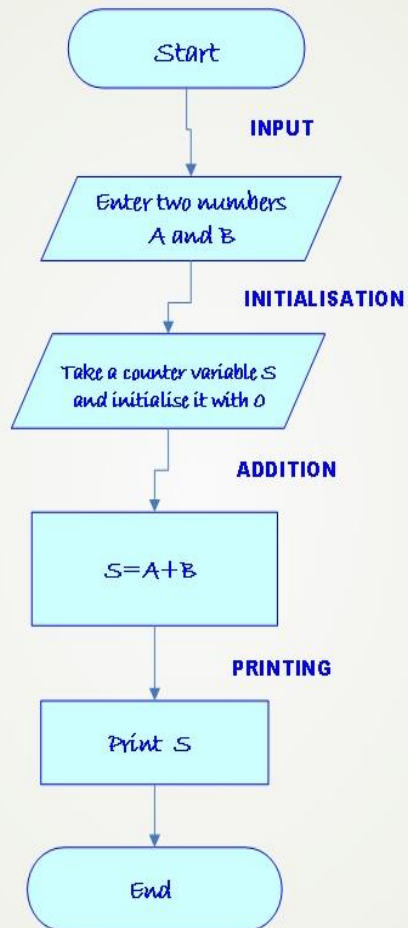 Start
INPUT
Enter two numbers
A and B
INITIALISATION
Take a counter variable S
and initialise it with 0
ADDITION
S=A+B
PRINTING
Print S
End